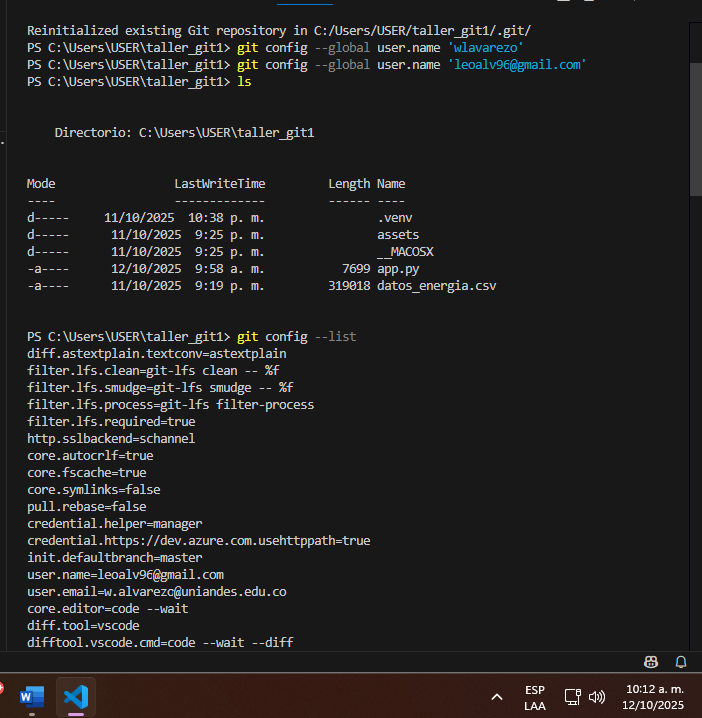 Reinitialized existing Git repository in C:/Users/USER/taller_git1/.git/
PS C:\Users\USER\taller_git1> git config --global user.name 'wlavarezo'
PS C:\Users\USER\taller_git1> git config --global user.name 'leoalv96@gmail.com'
PS C:\Users\USER\taller_git1> ls
Directorio: C:\Users\USER\taller_git1
Mode LastWriteTime Length Name
---- ------------- ------ ----
d----- 11/10/2025 10:38 p. m. .venv
d----- 11/10/2025 9:25 p. m. assets
d----- 11/10/2025 9:25 p. m. __MACOSX
-a---- 12/10/2025 9:58 a. m. 7699 app.py
-a---- 11/10/2025 9:19 p. m. 319018 datos_energia.csv
PS C:\Users\USER\taller_git1> git config --list
diff.astextplain.textconv=astextplain
filter.lfs.clean=git-lfs clean -- %f
filter.lfs.smudge=git-lfs smudge -- %f
filter.lfs.process=git-lfs filter-process
filter.lfs.required=true
http.sslbackend=schannel
core.autocrlf=true
core.fscache=true
core.symlinks=false
pull.rebase=false
credential.helper=manager
credential.https://dev.azure.com.usehttppath=true
init.defaultbranch=master
user.name=leoalv96@gmail.com
user.email=w.alvarezo@uniandes.edu.co
core.editor=code --wait
diff.tool=vscode
difftool.vscode.cmd=code --wait --diff
W
ESP
LAA
10:12 a. m.
12/10/2025